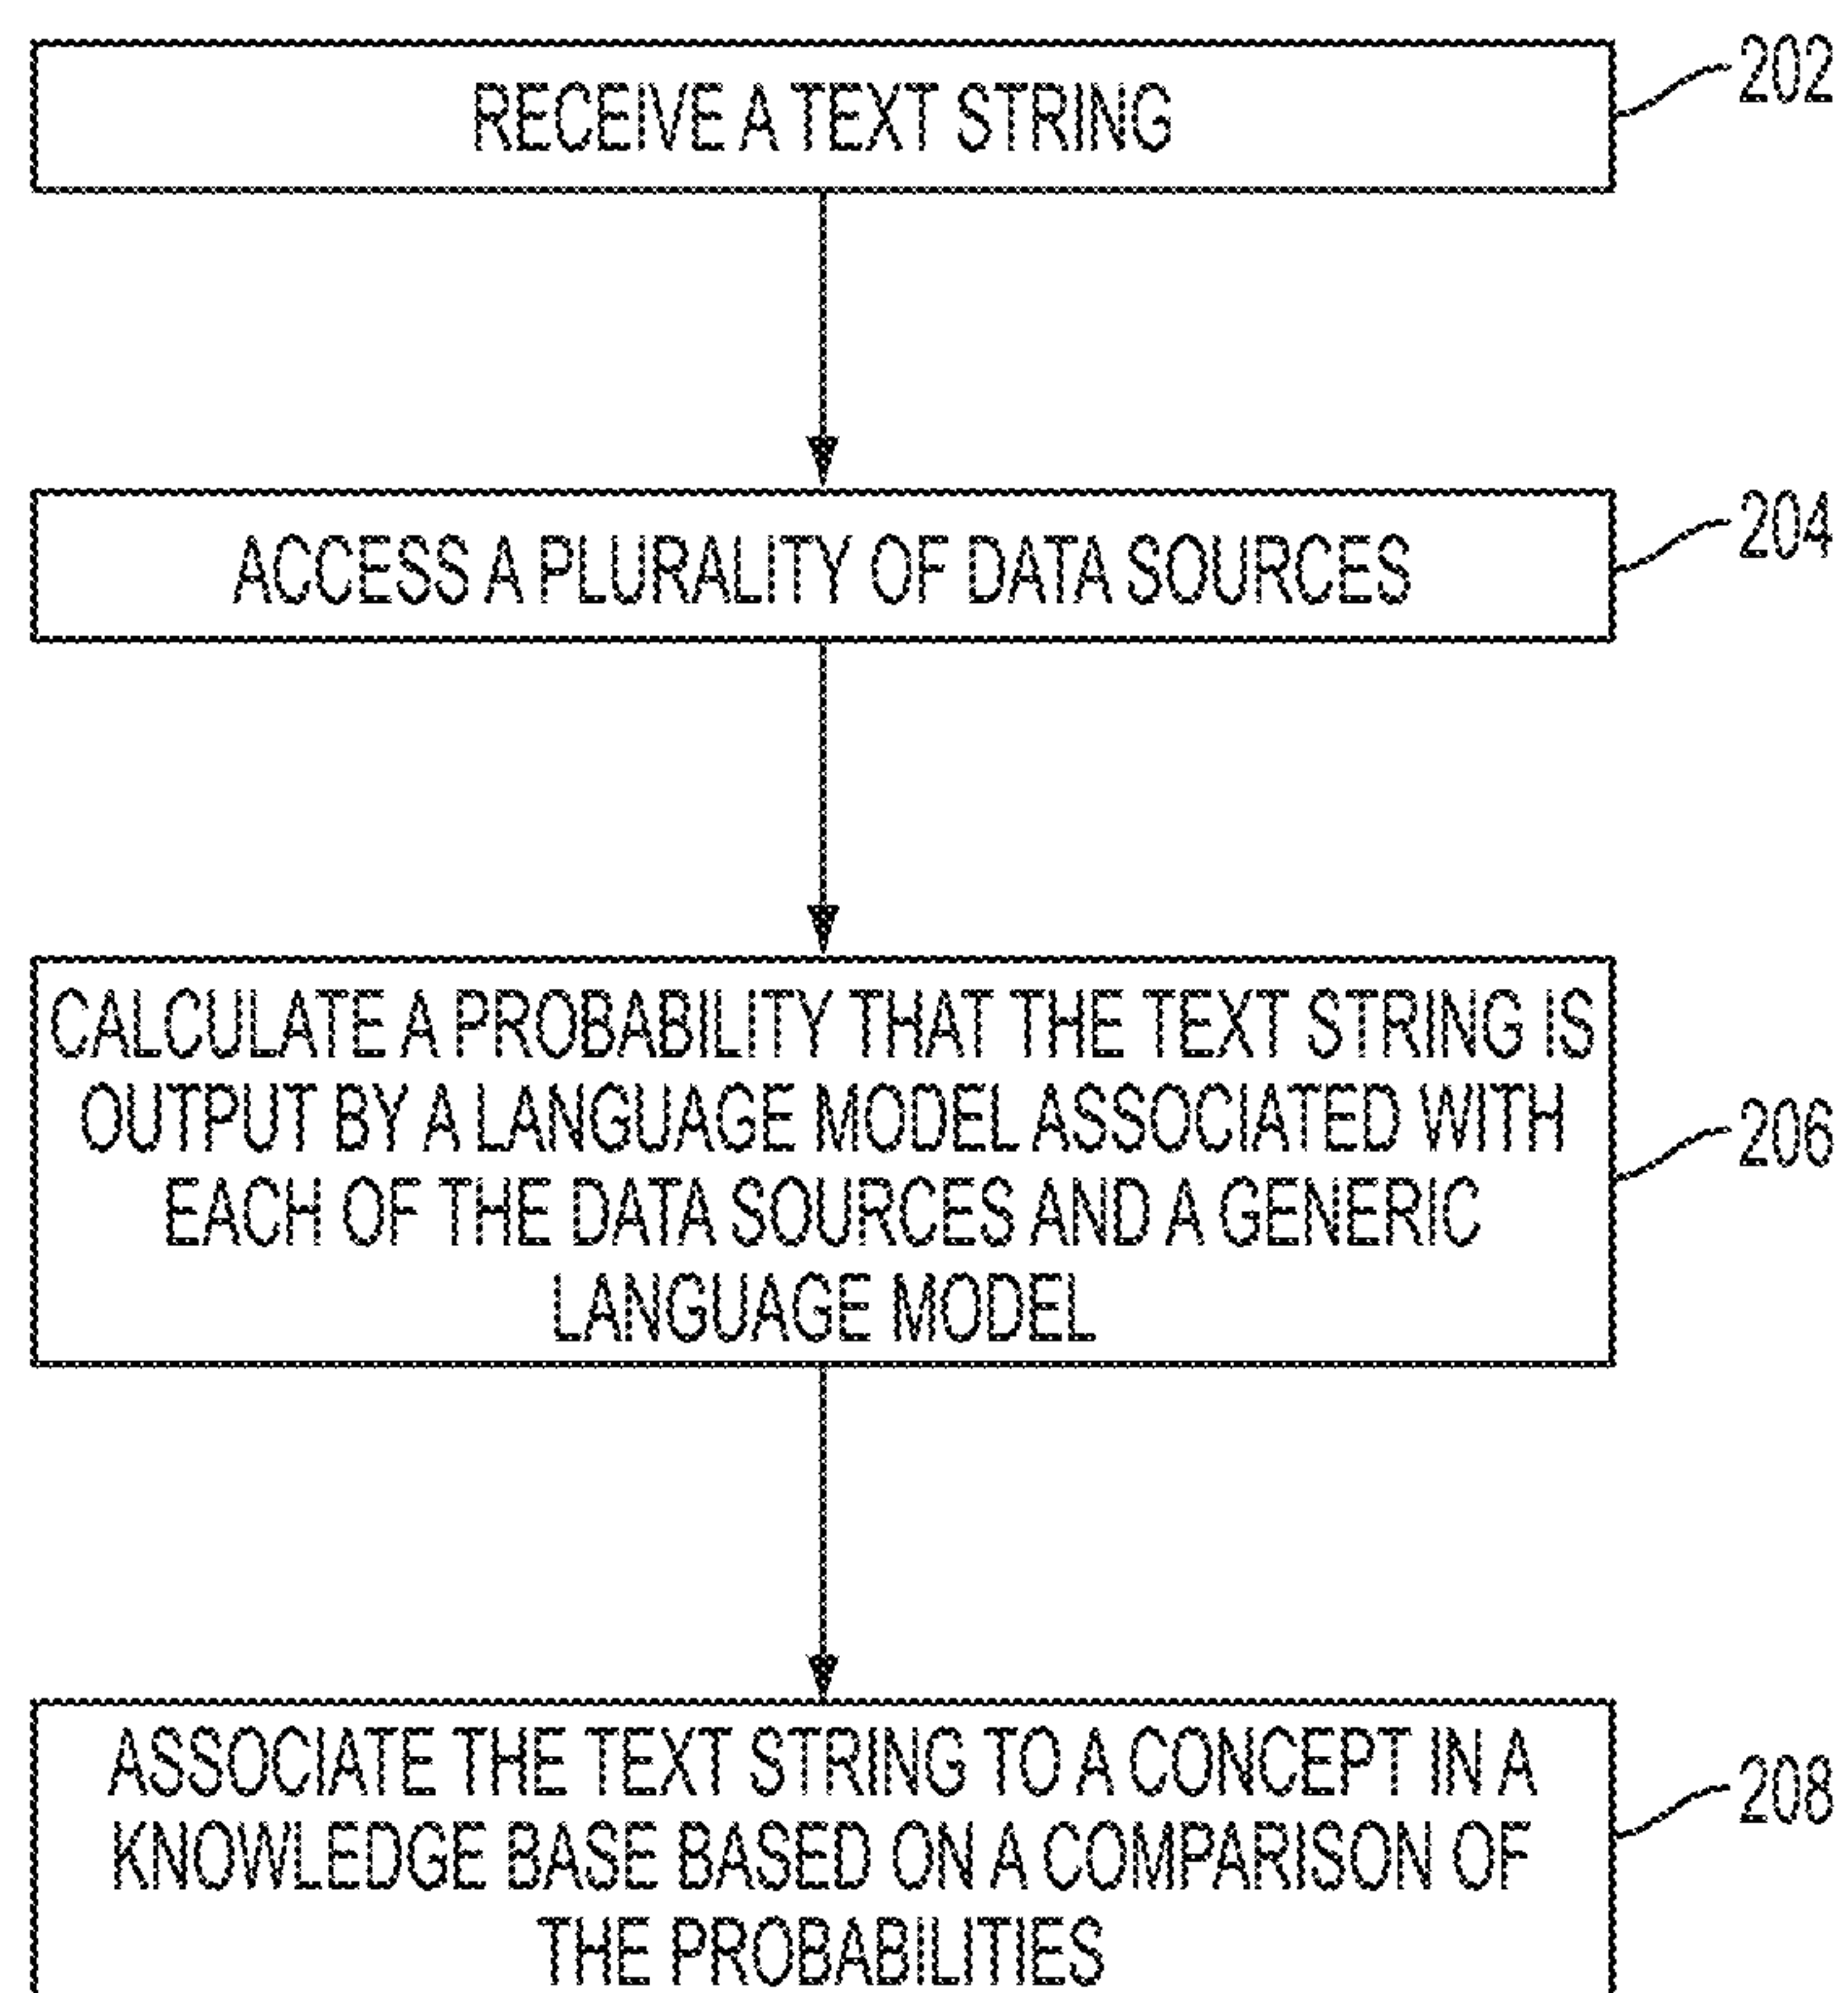 RECEIVE A TEXT STRING
202
ACCESS A PLURALITY OF DATA SOURCES
204
CALCULATE A PROBABILITY THAT THE TEXT STRING IS
OUTPUT BY A LANGUAGE MODEL ASSOCIATED WITH
EACH OF THE DATA SOURCES AND A GENERIC
LANGUAGE MODEL
206
ASSOCIATE THE TEXT STRING TO A CONCEPT IN A
KNOWLEDGE BASE BASED ON A COMPARISON OF
THE PROBABILITIES
208